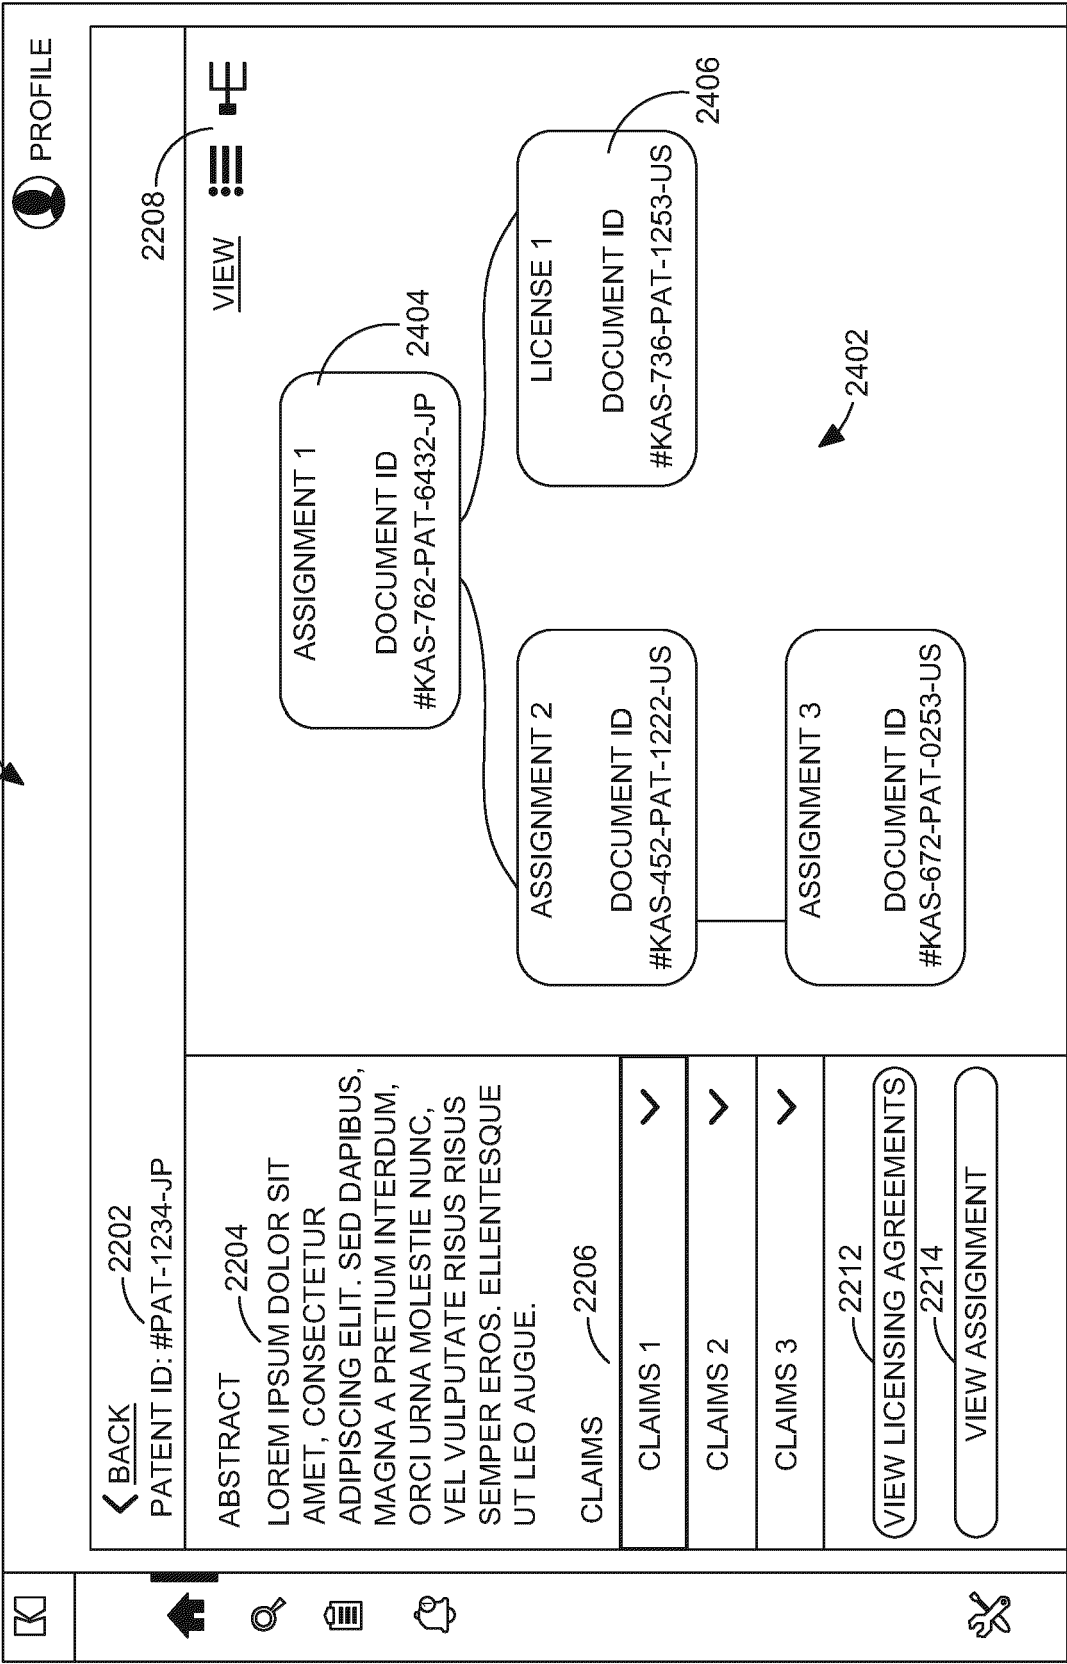 PROFILE
BACK
2202
PATENT ID: #PAT-1234-JP
ABSTRACT
2204
LOREM IPSUM DOLOR SIT
AMET, CONSECTETUR
ADIPISCING ELIT. SED DAPIBUS,
MAGNA A PRETIUM INTERDUM,
ORCI URNA MOLESTIE NUNC,
VEL VULPUTATE RISUS RISUS
SEMPER EROS. ELLENTESQUE
UT LEO AUGUE.
CLAIMS
2206
CLAIMS 1
CLAIMS 2
CLAIMS 3
2212
VIEW LICENSING AGREEMENTS
2214
VIEW ASSIGNMENT
2208
VIEW
ASSIGNMENT 1
DOCUMENT ID
#KAS-762-PAT-6432-JP
2404
ASSIGNMENT 2
DOCUMENT ID
#KAS-452-PAT-1222-US
LICENSE 1
DOCUMENT ID
#KAS-736-PAT-1253-US
2406
ASSIGNMENT 3
DOCUMENT ID
#KAS-672-PAT-0253-US
2402